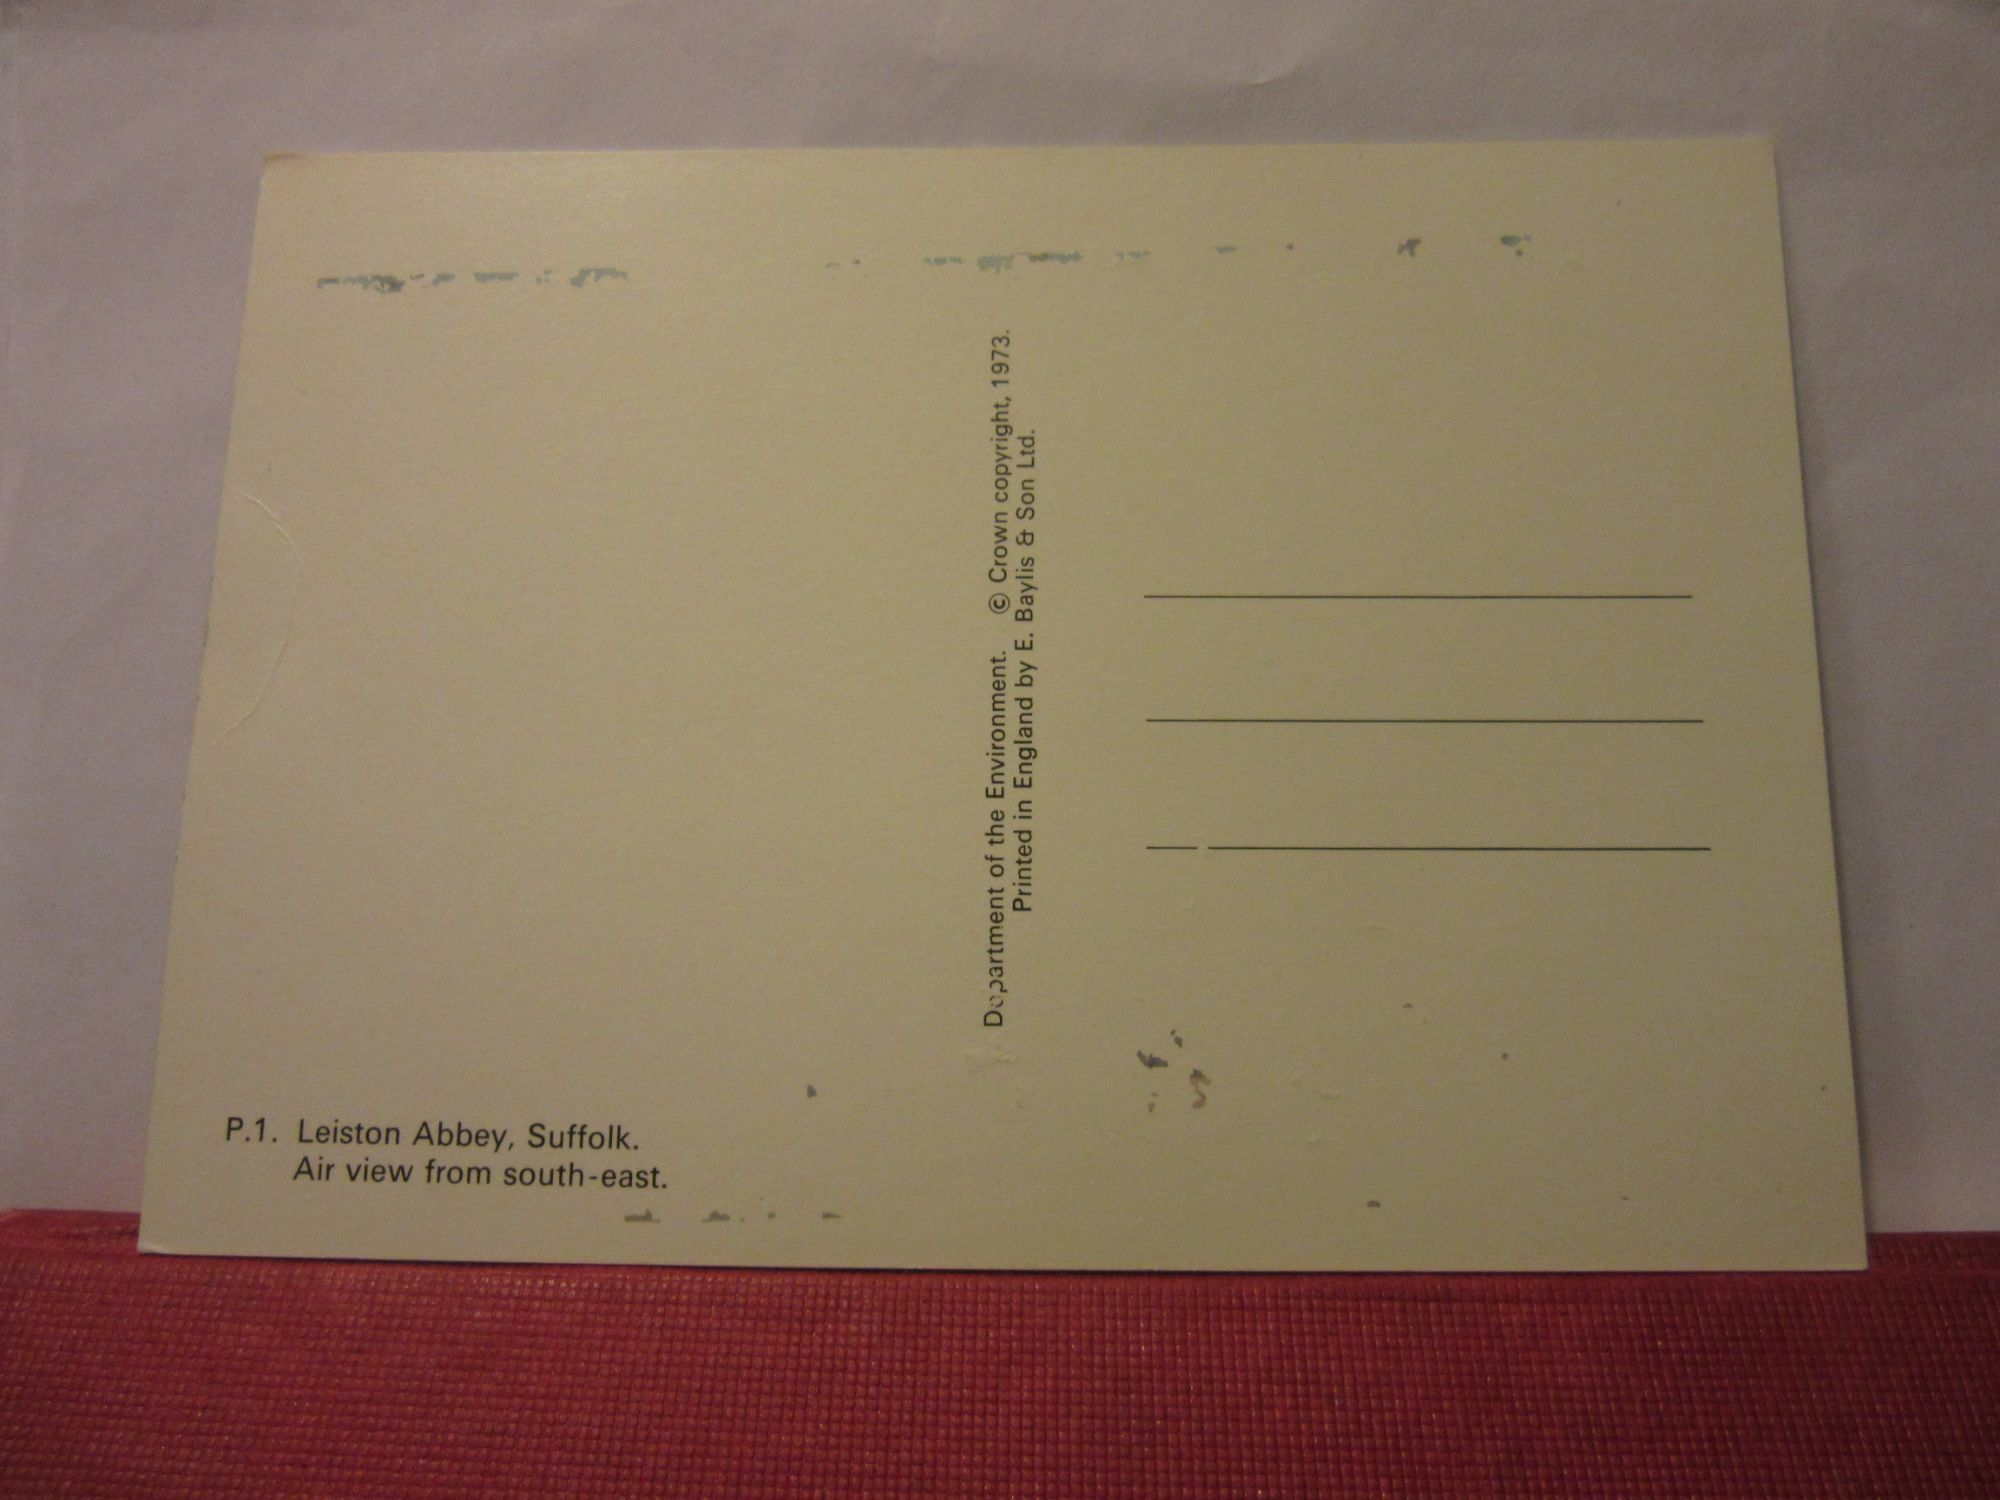 P.1. Leiston Abbey, Suffolk.
Air view from south-east.
Department of the Environment. © Crown copyright, 1973.
Printed in England by E. Baylis & Son Ltd.